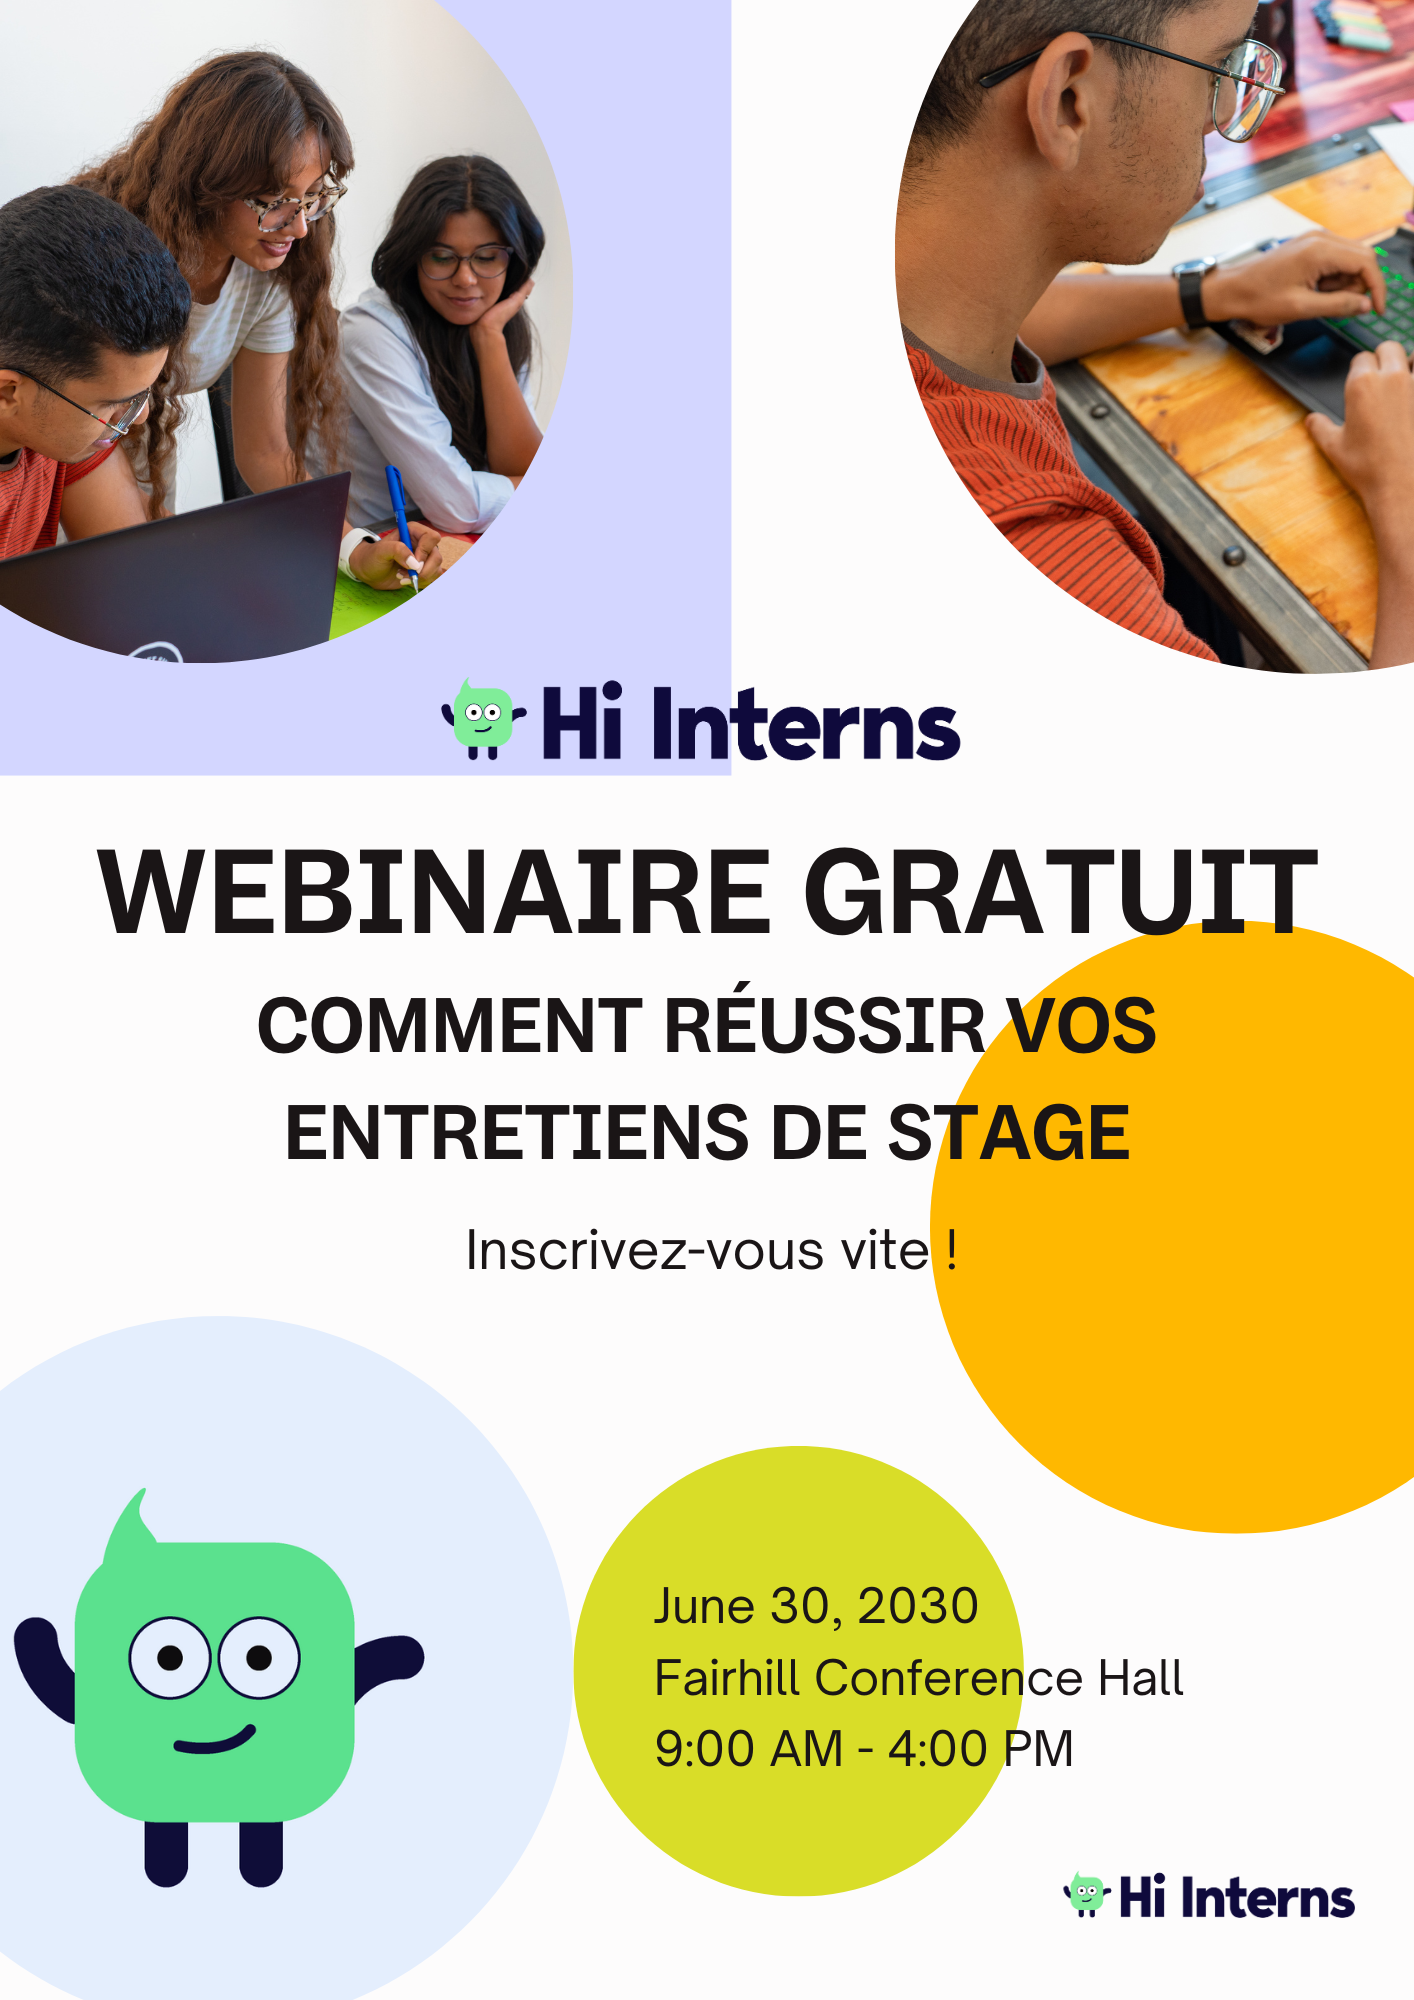 Hi Interns
WEBINAIRE GRATUIT
COMMENT RÉUSSIR VOS
ENTRETIENS DE STAGE
Inscrivez-vous vite !
June 30, 2030
Fairhill Conference Hall
9:00 AM - 4:00 PM
Hi Interns